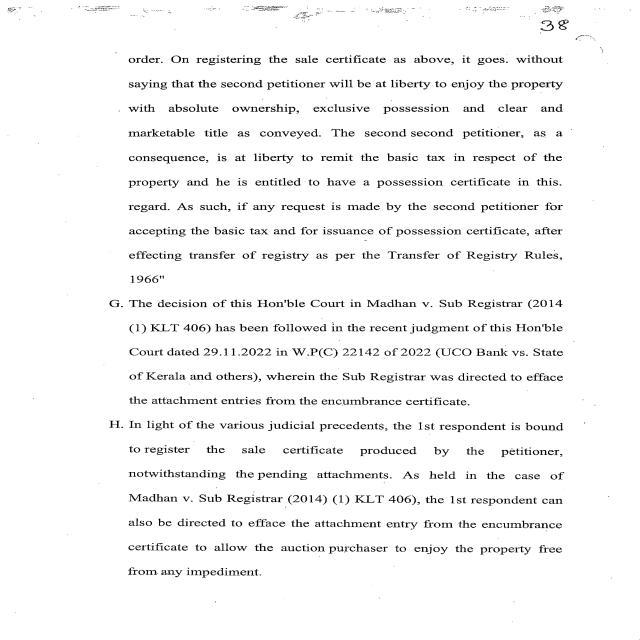 38
order. On registering the sale certificate as above, it goes. without
saying that the second petitioner will be at liberty to enjoy the property
with absolute ownership, exclusive possession and clear and
marketable title as conveyed. The second second petitioner, as a
consequence, is at liberty to remit the basic tax in respect of the
property and he is entitled to have a possession certificate in this.
regard. As such, if any request is made by the second petitioner for
accepting the basic tax and for issuance of possession certificate, after
effecting transfer of registry as per the Transfer of Registry Rules,
1966"
G. The decision of this Hon'ble Court in Madhan v. Sub Registrar (2014
(1) KLT 406) has been followed in the recent judgment of this Hon'ble
Court dated 29.11.2022 in W.P(C) 22142 of 2022 (UCO Bank vs. State
of Kerala and others), wherein the Sub Registrar was directed to efface
the attachment entries from the encumbrance certificate.
H. In light of the various judicial precedents, the 1st respondent is bound
to register the sale certificate produced by the petitioner,
notwithstanding the pending attachments. As held in the case of
Madhan v. Sub Registrar (2014) (1) KLT 406), the 1st respondent can
also be directed to efface the attachment entry from the encumbrance
certificate to allow the auction purchaser to enjoy the property free
from any impediment.